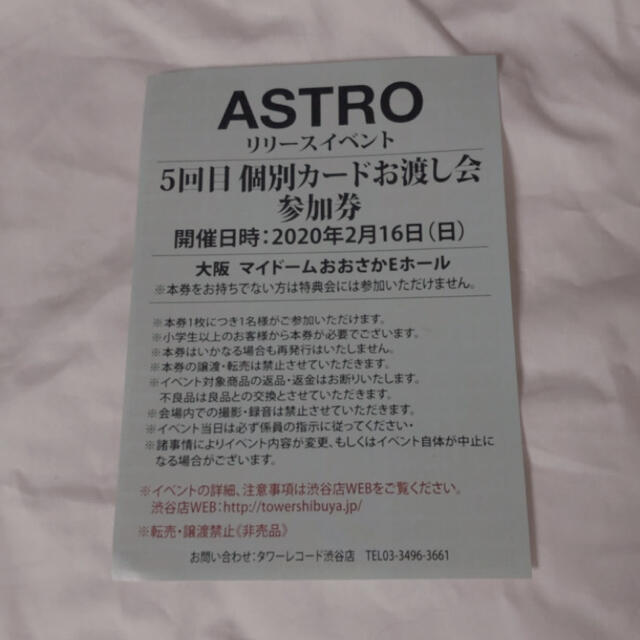 ASTRO
リリースイベント
5回目 個別カードお渡し会
参加券
開催日時：2020年2月16日（日）
大阪 マイドームおおさかEホール
※本券をお持ちでない方は特典会には参加いただけません。
※本券1枚につき1名様がご参加いただけます。
※小学生以上のお客様から本券が必要でございます。
※本券はいかなる場合も再発行はいたしません。
※本券の譲渡・転売は禁止させていただきます。
※イベント対象商品の返品・返金はお断りいたします。
不良品は良品との交換とさせていただきます。
※会場内での撮影・録音は禁止させていただきます。
※イベント当日は必ず係員の指示に従ってください・
※諸事情によりイベント内容が変更、もしくはイベント自体が中止に
なる場合がございます。
※イベントの詳細、注意事項は渋谷店WEBをご覧ください。
渋谷店WEB：http://towershibuya.jp/
※転売・譲渡禁止《非売品》
お問い合わせ：タワーレコード渋谷店 TEL03-3496-3661